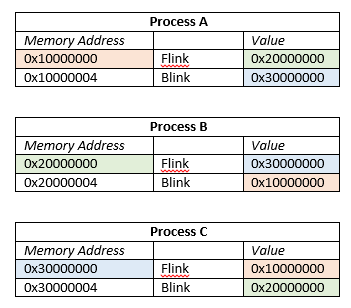 Process A
Memory Address Value
0x10000000 Flink 0x20000000
0x10000004 Blink 0x30000000
Process B
Memory Address Value
0x20000000 Flink 0x30000000
0x20000004 Blink 0x10000000
Process C
Memory Address Value
0x30000000 Flink 0x10000000
0x30000004 Blink 0x20000000